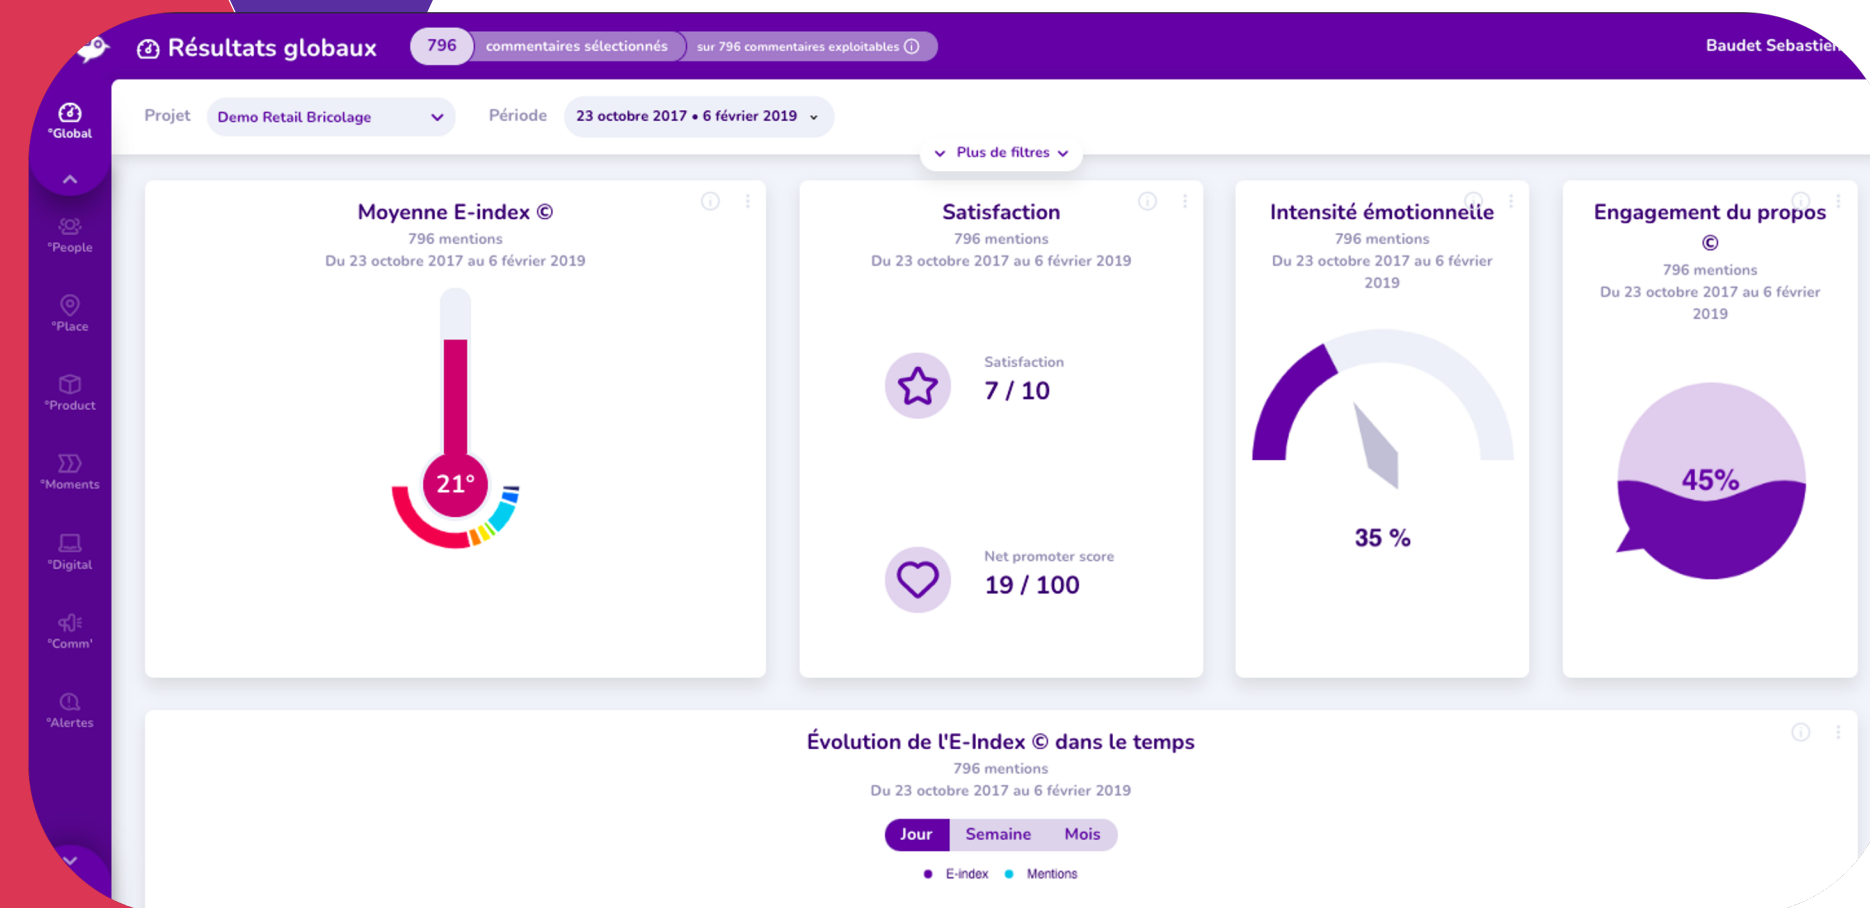 Résultats globaux
796 commentaires sélectionnés sur 796 commentaires exploitables
Baudet Sebastien
°Global
°People
°Place
°Product
°Moments
°Digital
°Comm'
°Alertes
Projet Demo Retail Bricolage Période 23 octobre 2017 • 6 février 2019
Plus de filtres
Moyenne E-index ©
796 mentions
Du 23 octobre 2017 au 6 février 2019
21°
Satisfaction
796 mentions
Du 23 octobre 2017 au 6 février 2019
Satisfaction
7 / 10
Net promoter score
19 / 100
Intensité émotionnelle
796 mentions
Du 23 octobre 2017 au 6 février
2019
35 %
Engagement du propos
©
796 mentions
Du 23 octobre 2017 au 6 février
2019
45%
Évolution de l'E-Index © dans le temps
796 mentions
Du 23 octobre 2017 au 6 février 2019
Jour Semaine Mois
E-index Mentions